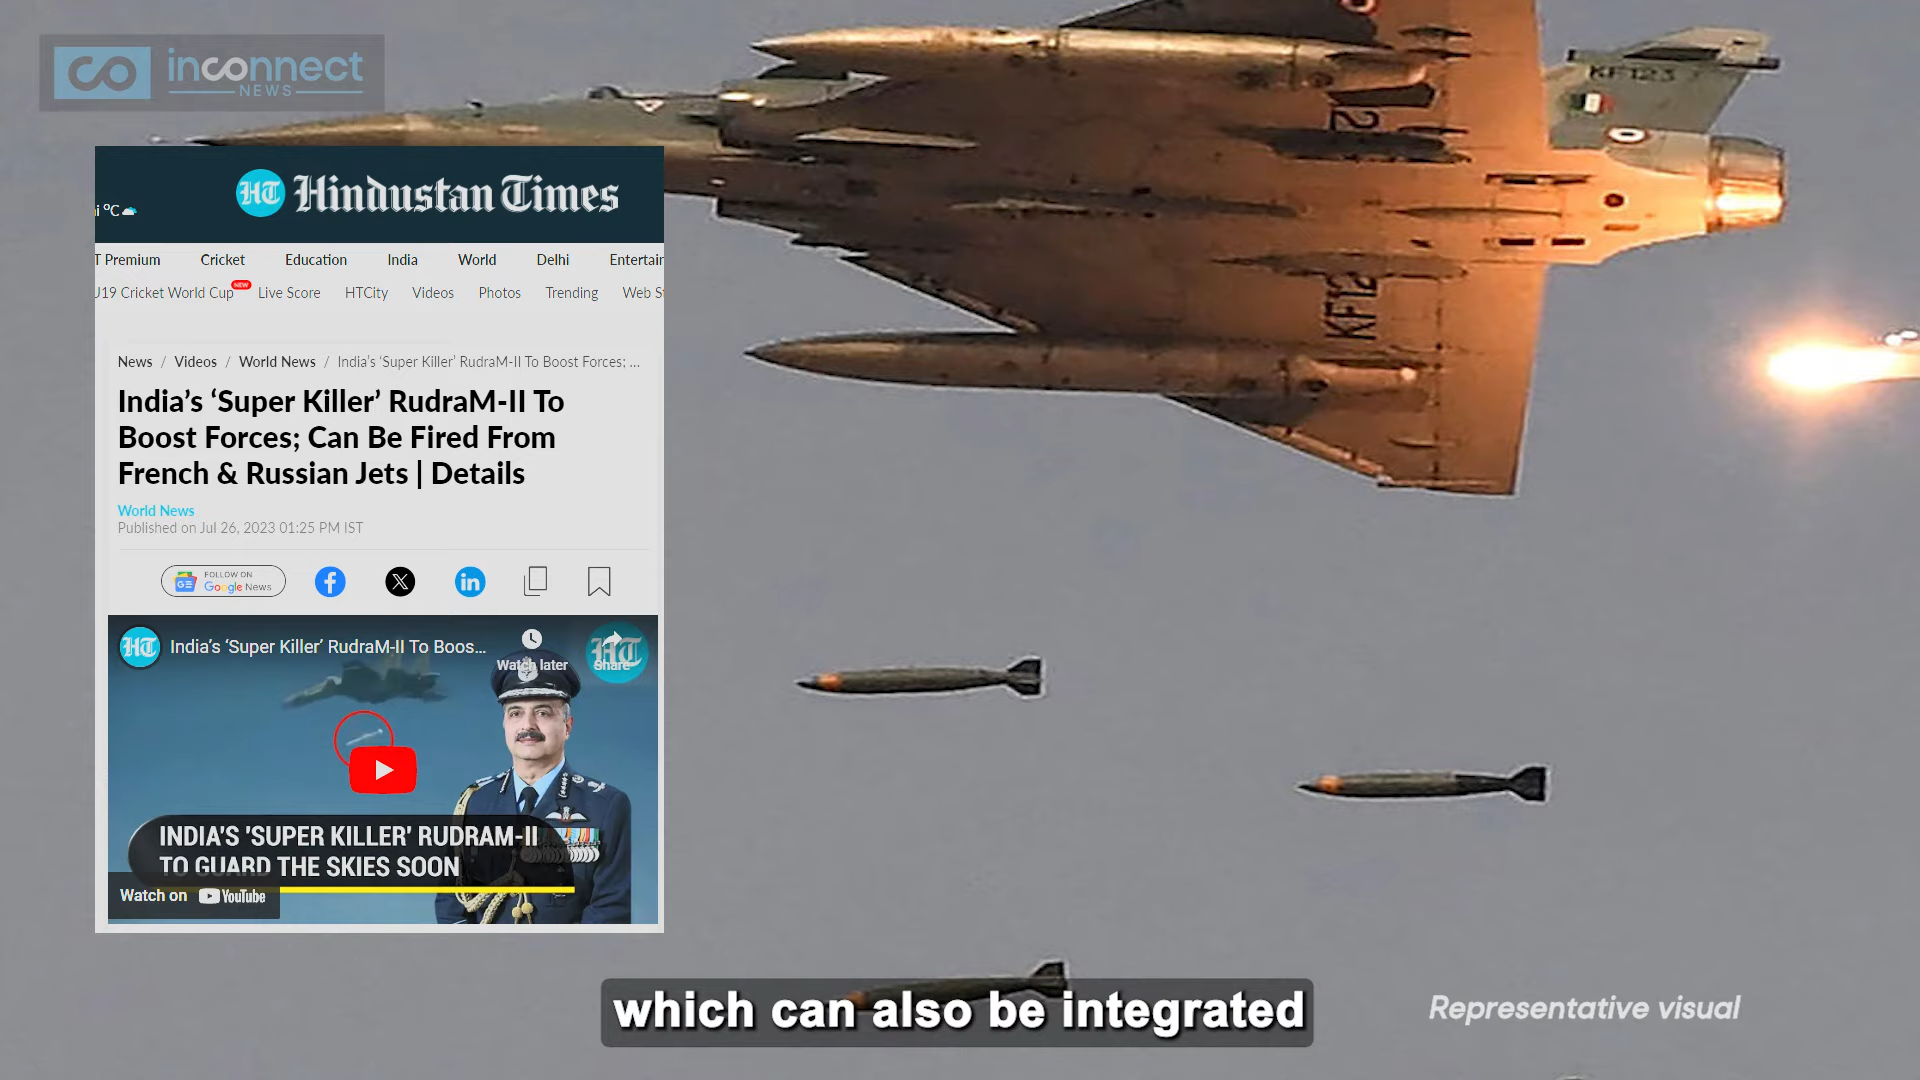 inconnect
NEWS
KF123
HT Hindustan Times
i °C
T Premium Cricket Education India World Delhi Entertain
U19 Cricket World Cup NEW Live Score HTCity Videos Photos Trending Web S
News / Videos / World News / India's ‘Super Killer’ RudraM-II To Boost Forces; ...
India's ‘Super Killer’ RudraM-II To
Boost Forces; Can Be Fired From
French & Russian Jets | Details
World News
Published on Jul 26, 2023 01:25 PM IST
FOLLOW ON
Google News
HT India's ‘Super Killer’ RudraM-II To Boos...
Watch later Share
INDIA'S 'SUPER KILLER' RUDRAM-II
TO GUARD THE SKIES SOON
Watch on YouTube
KF12
which can also be integrated
Representative visual